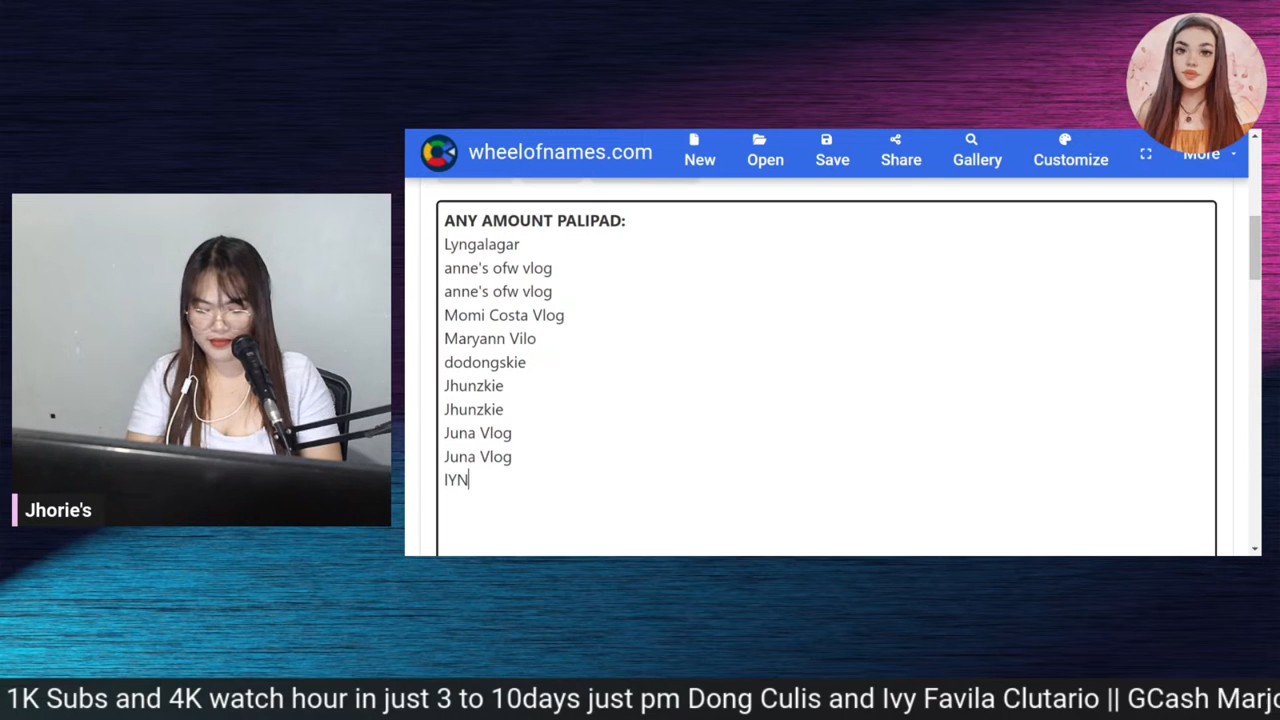 wheelofnames.com
New
Open
Save
Share
Gallery
Customize
More
ANY AMOUNT PALIPAD:
Lyngalagar
anne's ofw vlog
anne's ofw vlog
Momi Costa Vlog
Maryann Vilo
dodongskie
Jhunzkie
Jhunzkie
Juna Vlog
Juna Vlog
lYN
Jhorie's
1K Subs and 4K watch hour in just 3 to 10days just pm Dong Culis and Ivy Favila Clutario || GCash Marjo